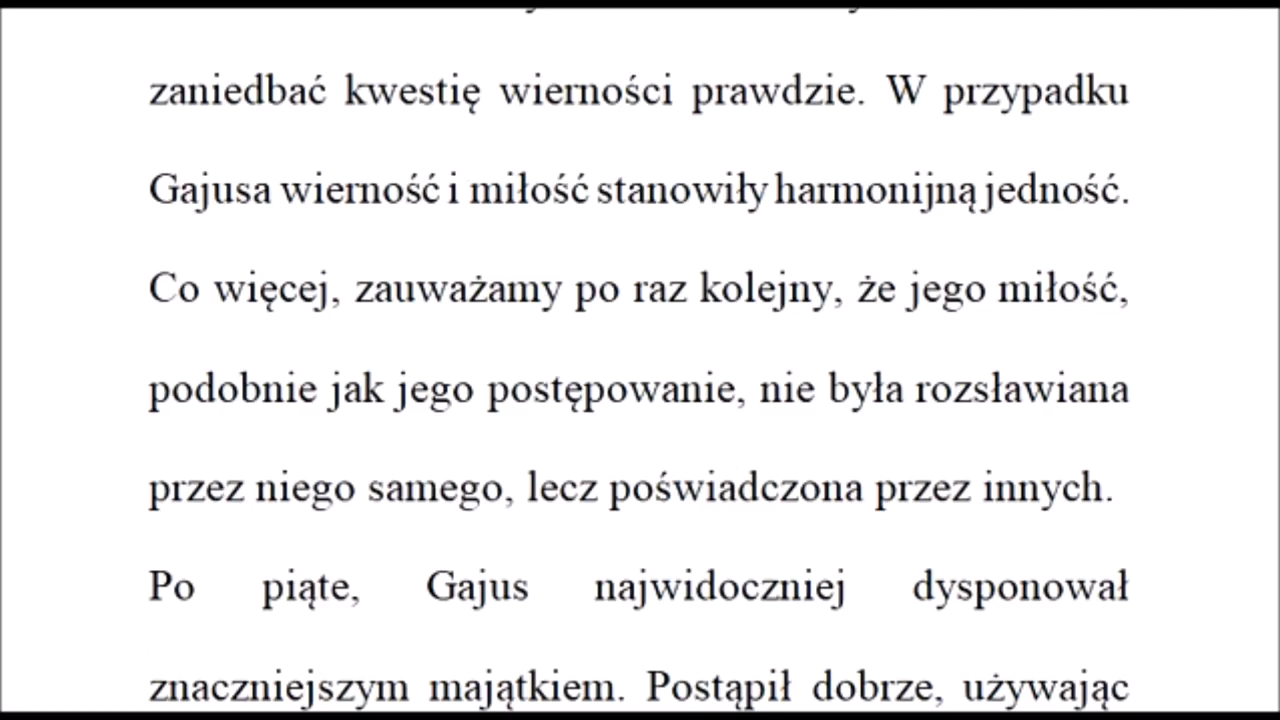 zaniedbać kwestię wierności prawdzie. W przypadku
Gajusa wierność i miłość stanowiły harmonijną jedność.
Co więcej, zauważamy po raz kolejny, że jego miłość,
podobnie jak jego postępowanie, nie była rozsławiana
przez niego samego, lecz poświadczona przez innych.
Po piąte, Gajus najwidoczniej dysponował
znaczniejszym majątkiem. Postąpił dobrze, używając